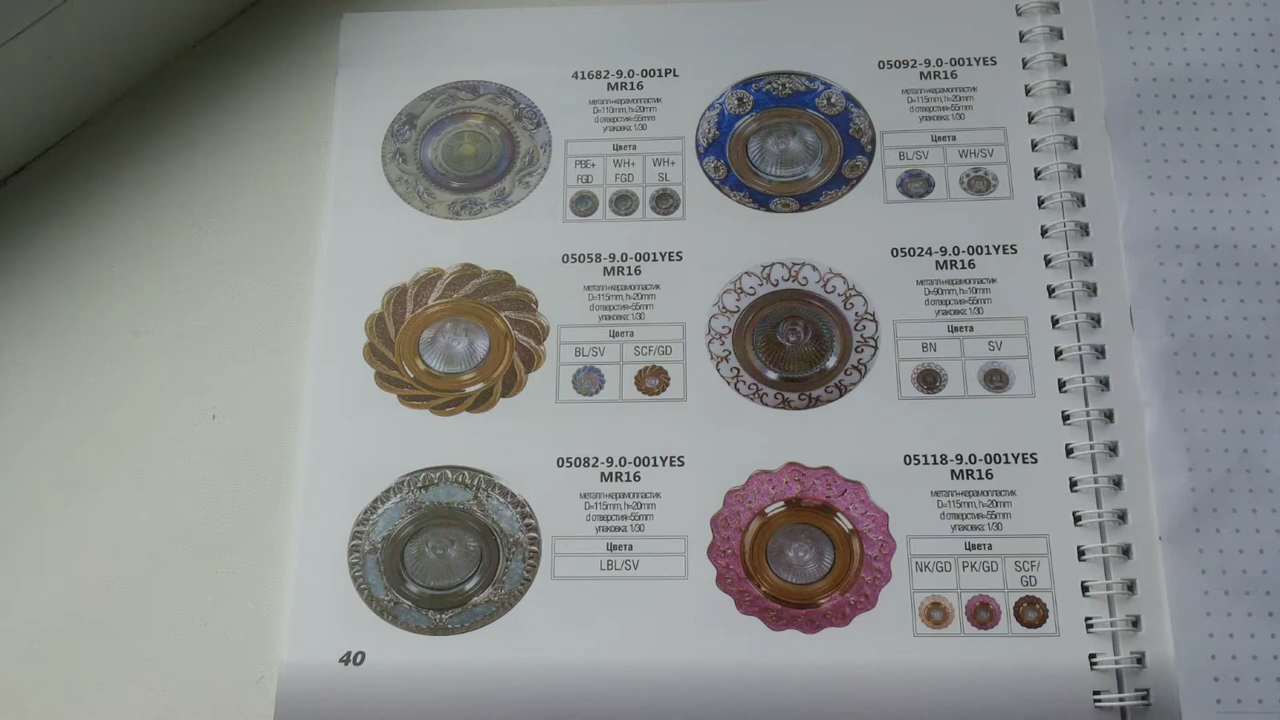 41682-9.0-001PL
MR16
металл+керамопластик
D=110mm, h=20mm
d отверстия=55mm
упаковка: 1/30
Цвета
PBE+ FGD
WH+ FGD
WH+ SL
05092-9.0-001YES
MR16
металл+керамопластик
D=115mm, h=20mm
d отверстия=55mm
упаковка: 1/30
Цвета
BL/SV
WH/SV
05058-9.0-001YES
MR16
металл+керамопластик
D=115mm, h=20mm
d отверстия=55mm
упаковка: 1/30
Цвета
BL/SV
SCF/GD
05024-9.0-001YES
MR16
металл+керамопластик
D=90mm, h=10mm
d отверстия=55mm
упаковка: 1/30
Цвета
BN
SV
05082-9.0-001YES
MR16
металл+керамопластик
D=115mm, h=20mm
d отверстия=55mm
упаковка: 1/30
Цвета
LBL/SV
05118-9.0-001YES
MR16
металл+керамопластик
D=115mm, h=20mm
d отверстия=55mm
упаковка: 1/30
Цвета
NK/GD
PK/GD
SCF/ GD
40